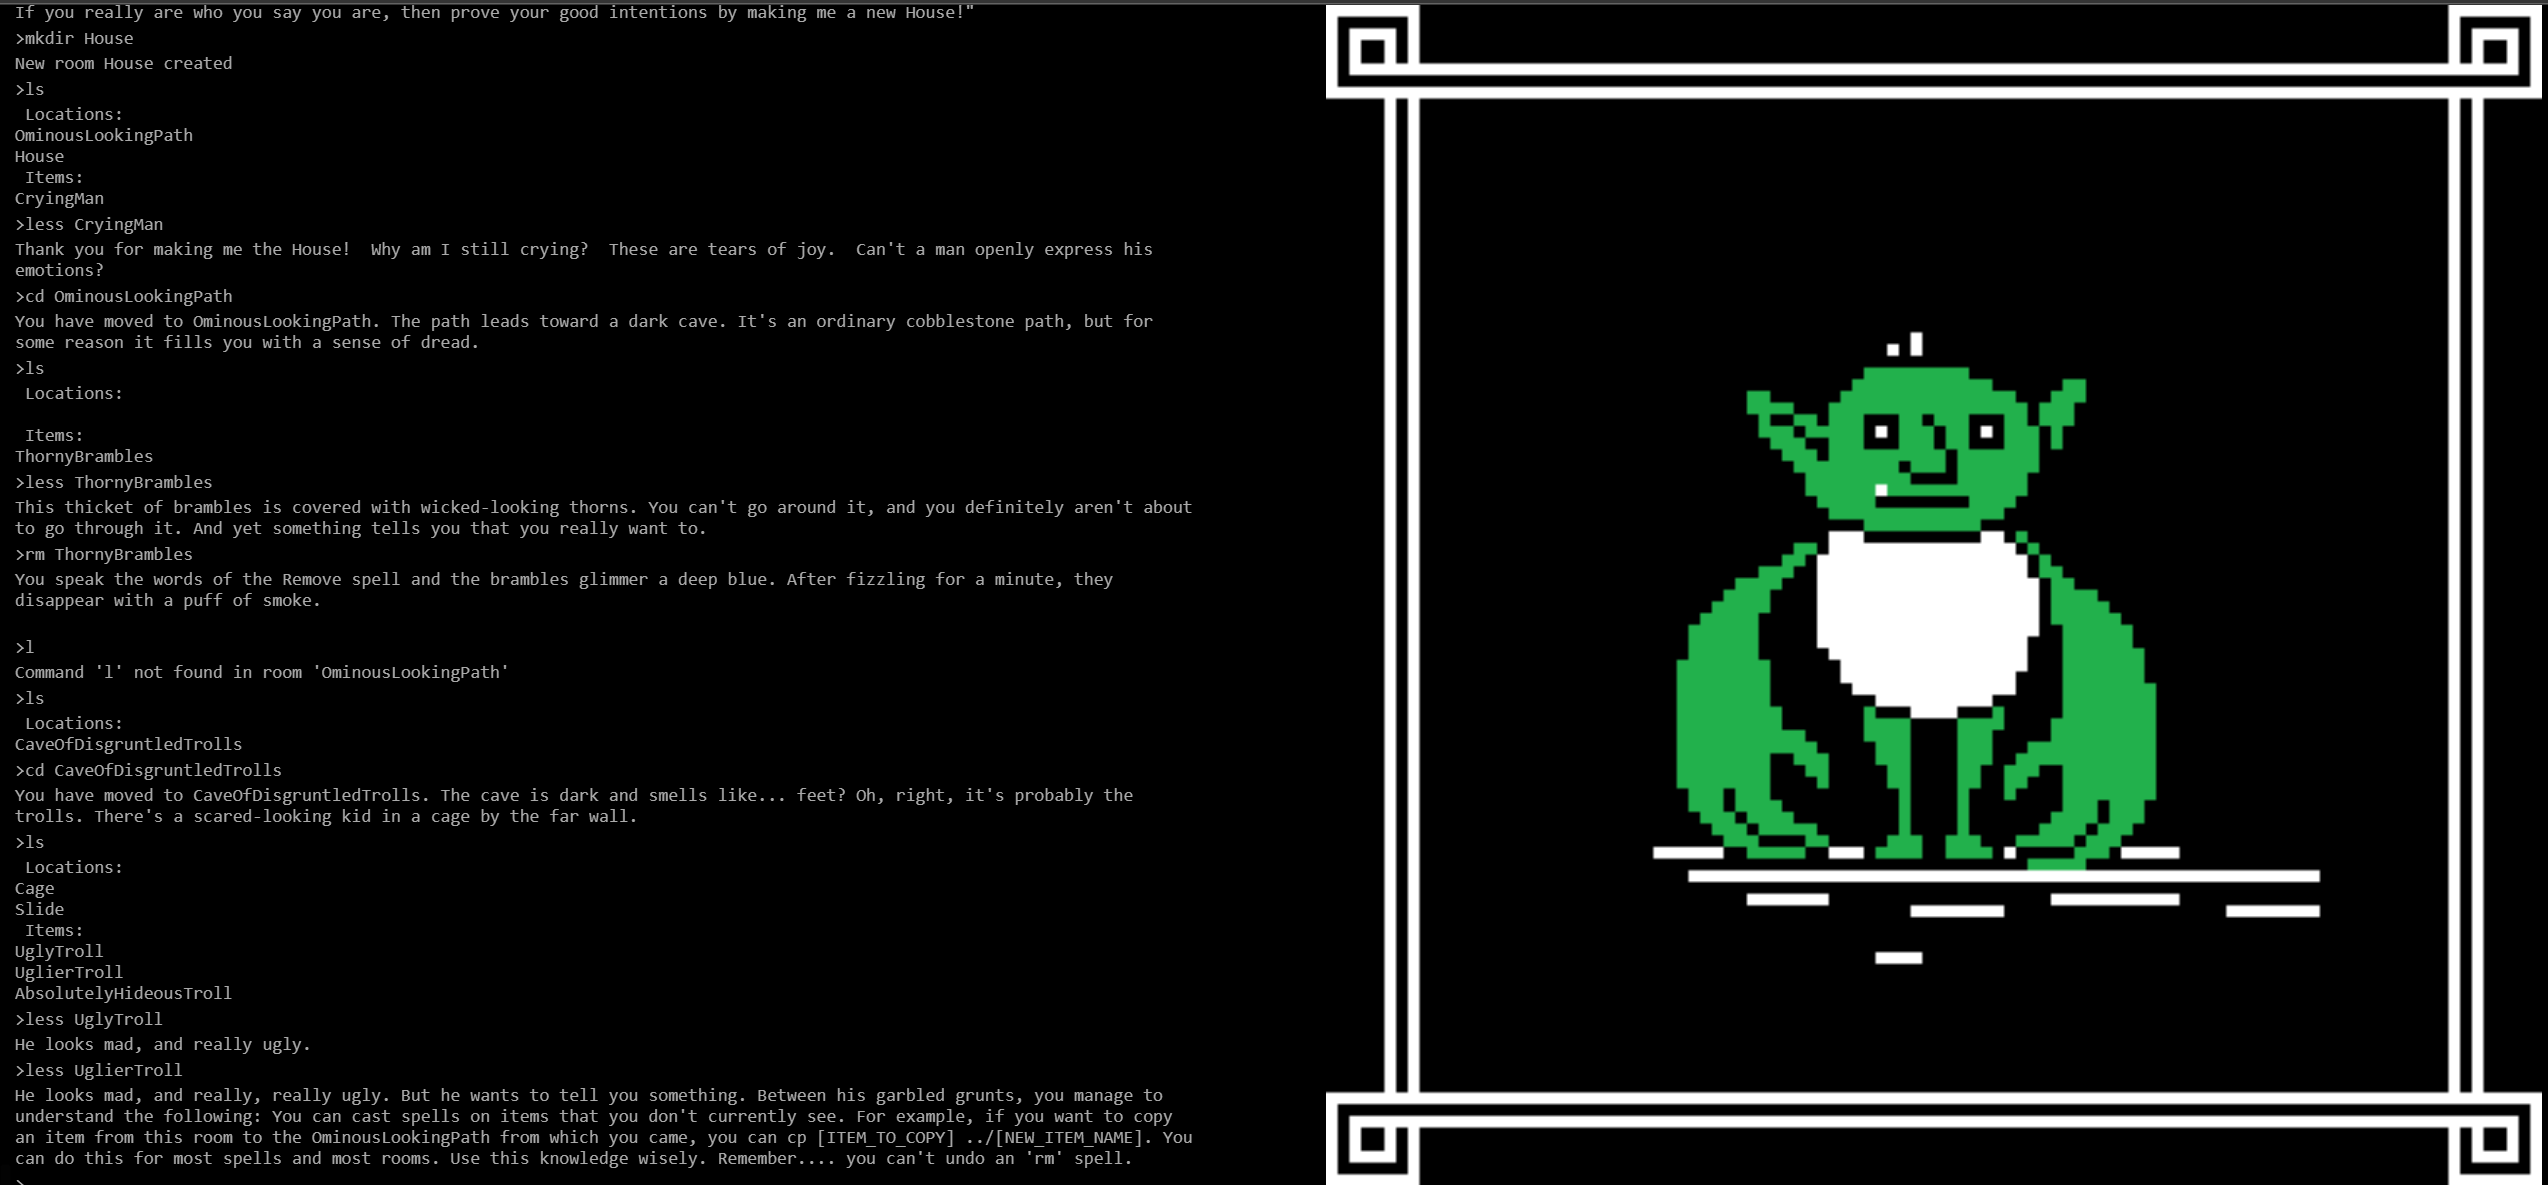 If you really are who you say you are, then prove your good intentions by making me a new House!"
>mkdir House
New room House created
>ls
Locations:
OminousLookingPath
House
Items:
CryingMan
>less CryingMan
Thank you for making me the House!  Why am I still crying?  These are tears of joy.  Can't a man openly express his
emotions?
>cd OminousLookingPath
You have moved to OminousLookingPath. The path leads toward a dark cave. It's an ordinary cobblestone path, but for
some reason it fills you with a sense of dread.
>ls
Locations:
Items:
ThornyBrambles
>less ThornyBrambles
This thicket of brambles is covered with wicked-looking thorns. You can't go around it, and you definitely aren't about
to go through it. And yet something tells you that you really want to.
>rm ThornyBrambles
You speak the words of the Remove spell and the brambles glimmer a deep blue. After fizzling for a minute, they
disappear with a puff of smoke.
>l
Command 'l' not found in room 'OminousLookingPath'
>ls
Locations:
CaveOfDisgruntledTrolls
>cd CaveOfDisgruntledTrolls
You have moved to CaveOfDisgruntledTrolls. The cave is dark and smells like... feet? Oh, right, it's probably the
trolls. There's a scared-looking kid in a cage by the far wall.
>ls
Locations:
Cage
Slide
Items:
UglyTroll
UglierTroll
AbsolutelyHideousTroll
>less UglyTroll
He looks mad, and really ugly.
>less UglierTroll
He looks mad, and really, really ugly. But he wants to tell you something. Between his garbled grunts, you manage to
understand the following: You can cast spells on items that you don't currently see. For example, if you want to copy
an item from this room to the OminousLookingPath from which you came, you can cp [ITEM_TO_COPY] ../[NEW_ITEM_NAME]. You
can do this for most spells and most rooms. Use this knowledge wisely. Remember.... you can't undo an 'rm' spell.
>